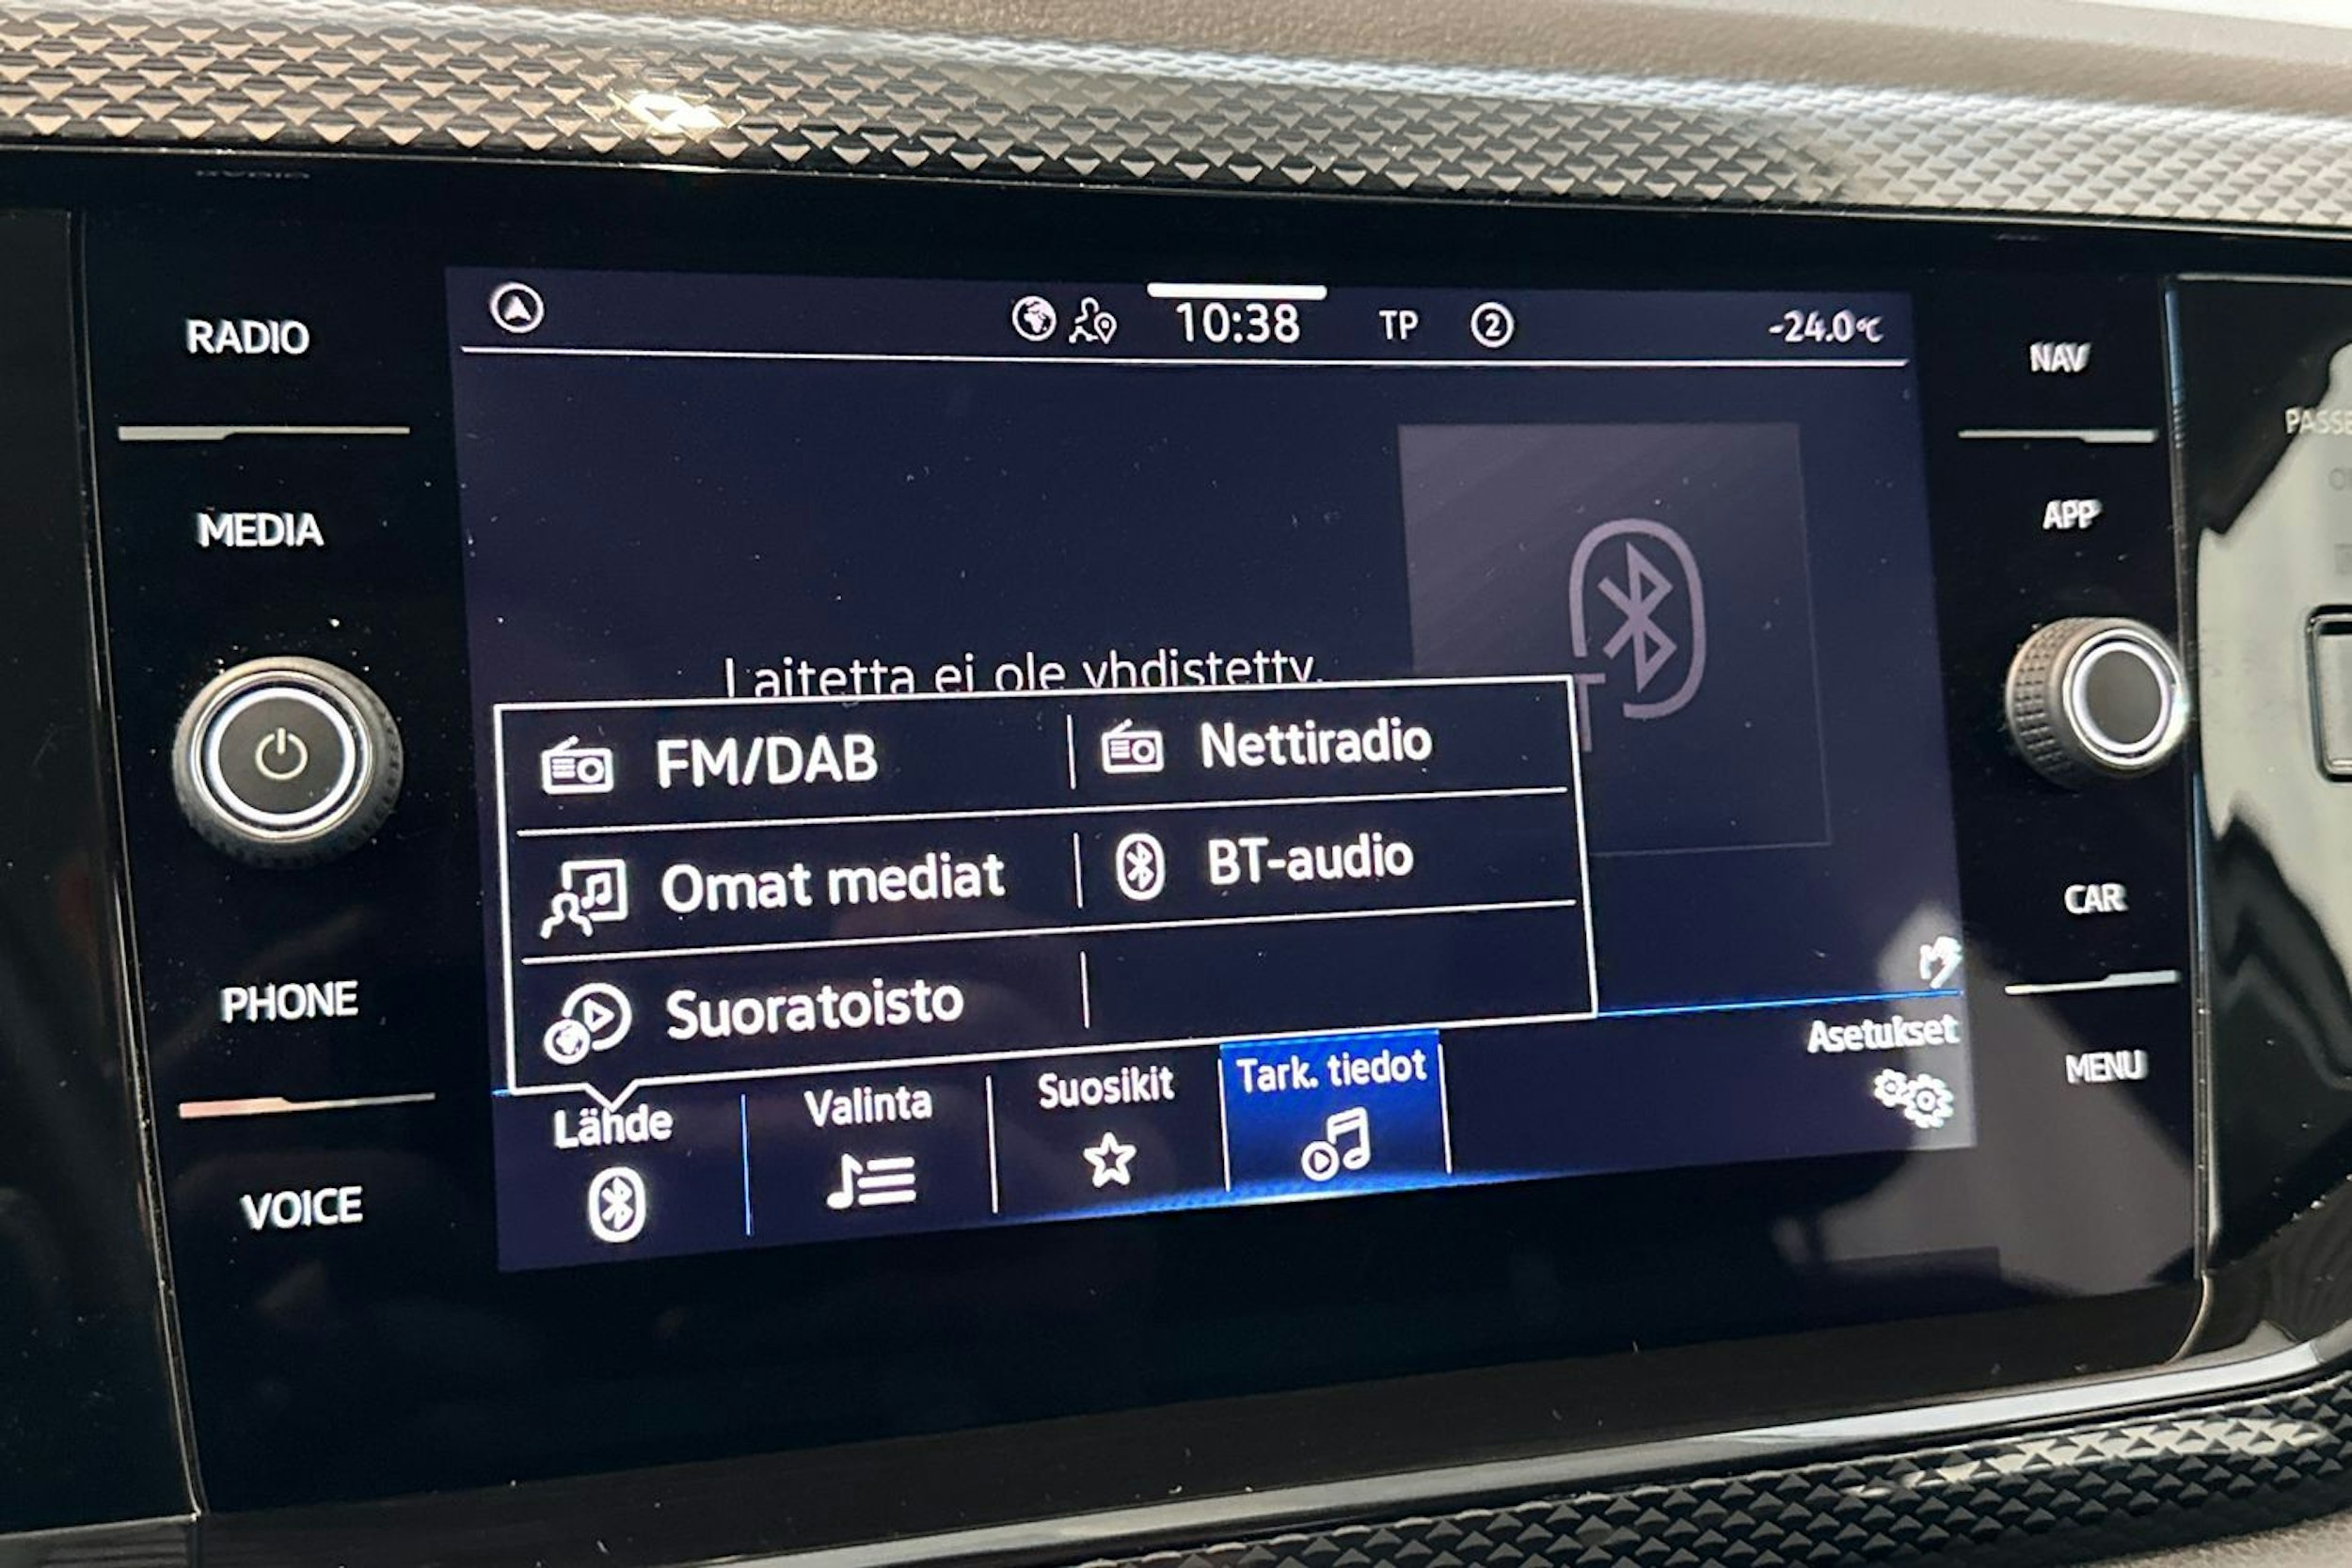 RADIO
MEDIA
PHONE
VOICE
10:38 TP 2 -24.0°C
Laitetta ei ole yhdistetty.
FM/DAB Nettiradio
Omat mediat BT-audio
Suoratoisto
Lähde Valinta Suosikit Tark. tiedot Asetukset
NAV
APP
CAR
MENU